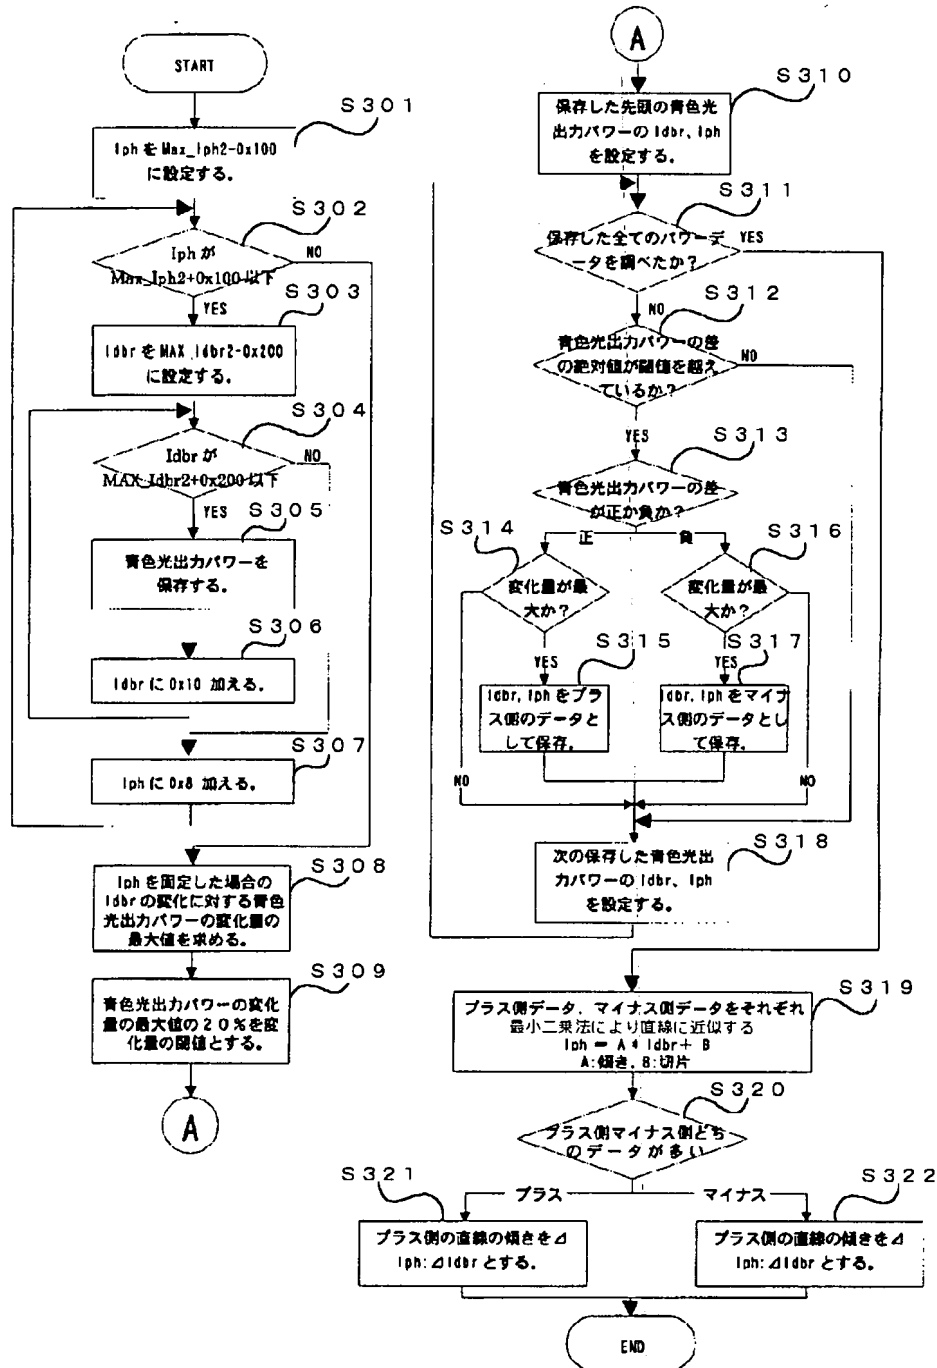 START
S301
Iph を Max_Iph2-0x100
に設定する。
S302
Iph が
Max_Iph2+0x100 以下
NO
YES
S303
Idbr を MAX_Idbr2-0x200
に設定する。
S304
Idbr が
MAX_Idbr2+0x200 以下
NO
YES
S305
青色光出力パワーを
保存する。
S306
Idbr に 0x10 加える。
S307
Iph に 0x8 加える。
S308
Iph を固定した場合の
Idbr の変化に対する青色
光出力パワーの変化量の
最大値を求める。
S309
青色光出力パワーの変化
量の最大値の20%を変
化量の閾値とする。
A
A
S310
保存した先頭の青色光
出力パワーの Idbr、Iph
を設定する。
S311
保存した全てのパワーデ
ータを調べたか?
YES
NO
S312
青色光出力パワーの差
の絶対値が閾値を越え
ているか?
NO
YES
S313
青色光出力パワーの差
が正か負か?
正
負
S314
変化量が最
大か?
S316
変化量が最
大か?
YES
S315
Idbr, Iph をプラ
ス側のデータと
して保存。
YES
S317
Idbr, Iph をマイナ
ス側のデータとし
て保存。
NO
NO
S318
次の保存した青色光出
力パワーの Idbr、Iph
を設定する。
S319
プラス側データ、マイナス側データをそれぞれ
最小二乗法により直線に近似する
Iph = A * Idbr + B
A:傾き、B:切片
S320
プラス側マイナス側どち
のデータが多い
プラス
マイナス
S321
プラス側の直線の傾きを⊿
Iph:⊿Idbr とする。
S322
プラス側の直線の傾きを⊿
Iph:⊿Idbr とする。
END